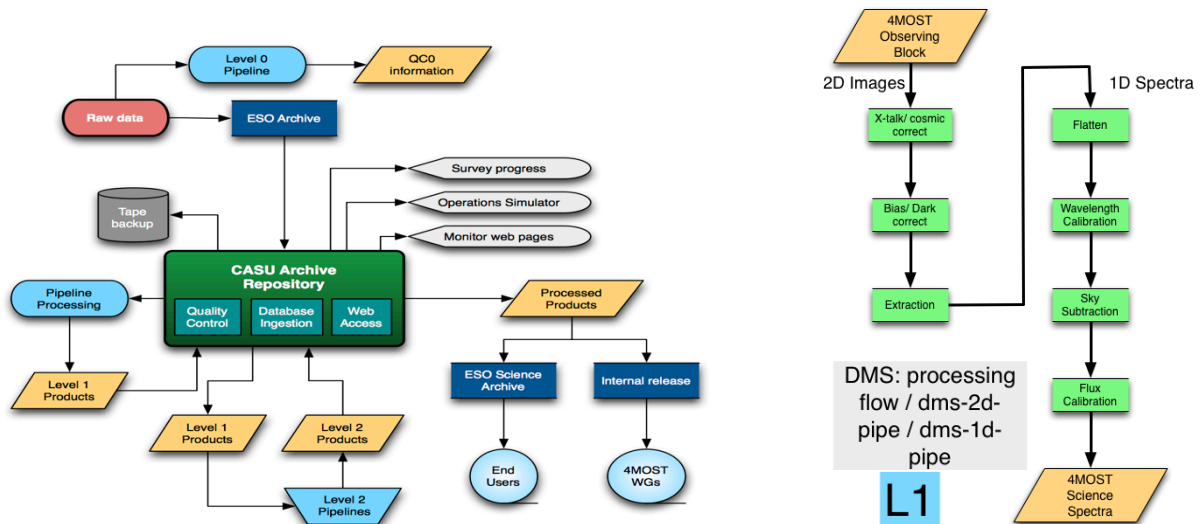 Level 0
Pipeline
QC0
information
Raw data
ESO Archive
Survey progress
Operations Simulator
Monitor web pages
Tape
backup
CASU Archive
Repository
Quality
Control
Database
Ingestion
Web
Access
Pipeline
Processing
Level 1
Products
Level 1
Products
Level 2
Products
Level 2
Pipelines
Processed
Products
ESO Science
Archive
Internal release
End
Users
4MOST
WGs
4MOST
Observing
Block
2D Images
X-talk/ cosmic
correct
Bias/ Dark
correct
Extraction
1D Spectra
Flatten
Wavelength
Calibration
Sky
Subtraction
Flux
Calibration
4MOST
Science
Spectra
DMS: processing
flow / dms-2d-
pipe / dms-1d-
pipe
L1